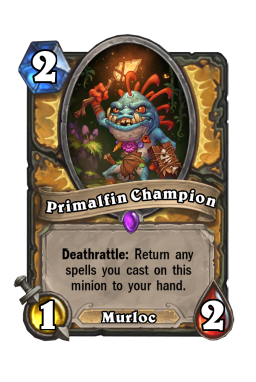 2
Primalfin Champion
Deathrattle: Return any
spells you cast on this
minion to your hand.
1
Murloc
2